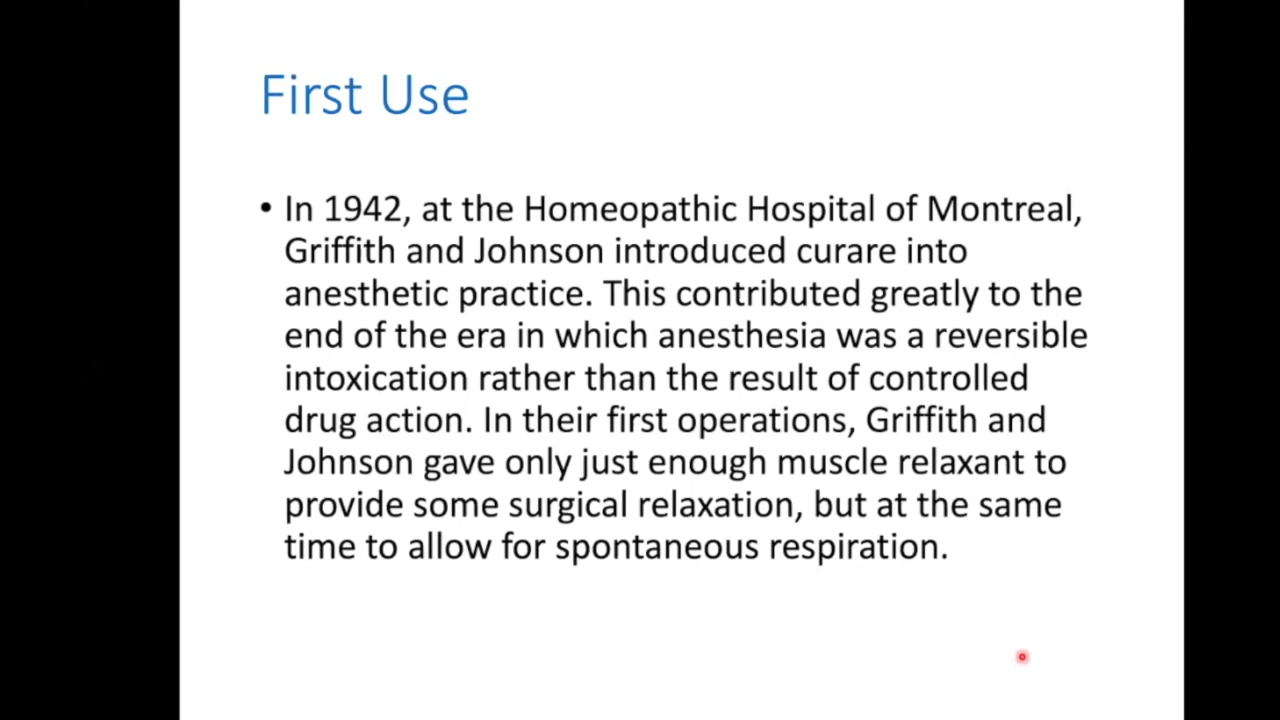 First Use
• In 1942, at the Homeopathic Hospital of Montreal,
Griffith and Johnson introduced curare into
anesthetic practice. This contributed greatly to the
end of the era in which anesthesia was a reversible
intoxication rather than the result of controlled
drug action. In their first operations, Griffith and
Johnson gave only just enough muscle relaxant to
provide some surgical relaxation, but at the same
time to allow for spontaneous respiration.